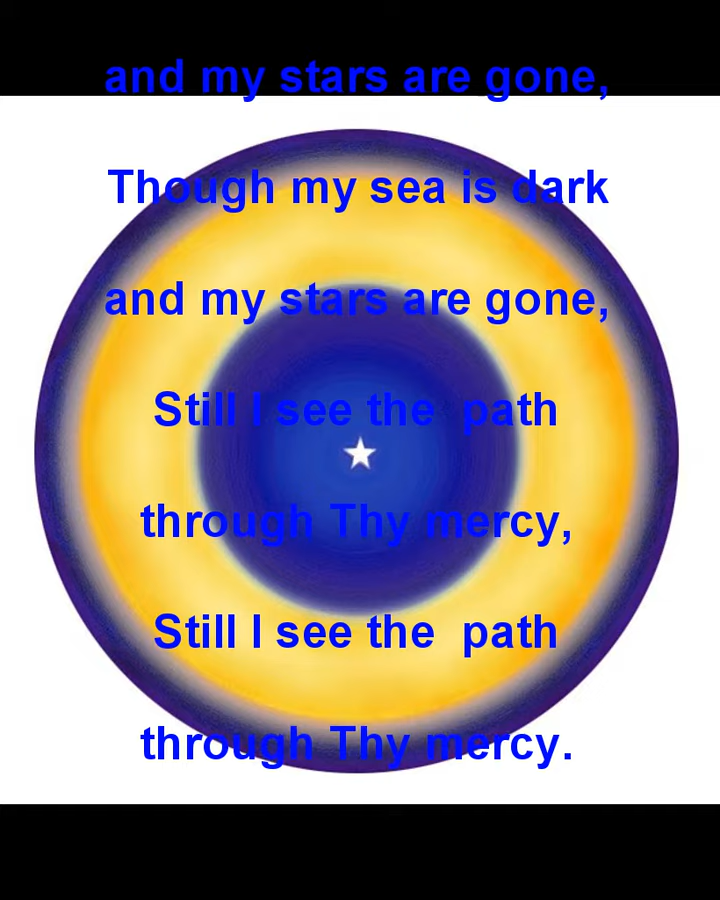 and my stars are gone,
Though my sea is dark
and my stars are gone,
Still I see the  path
through Thy mercy,
Still I see the  path
through Thy mercy.